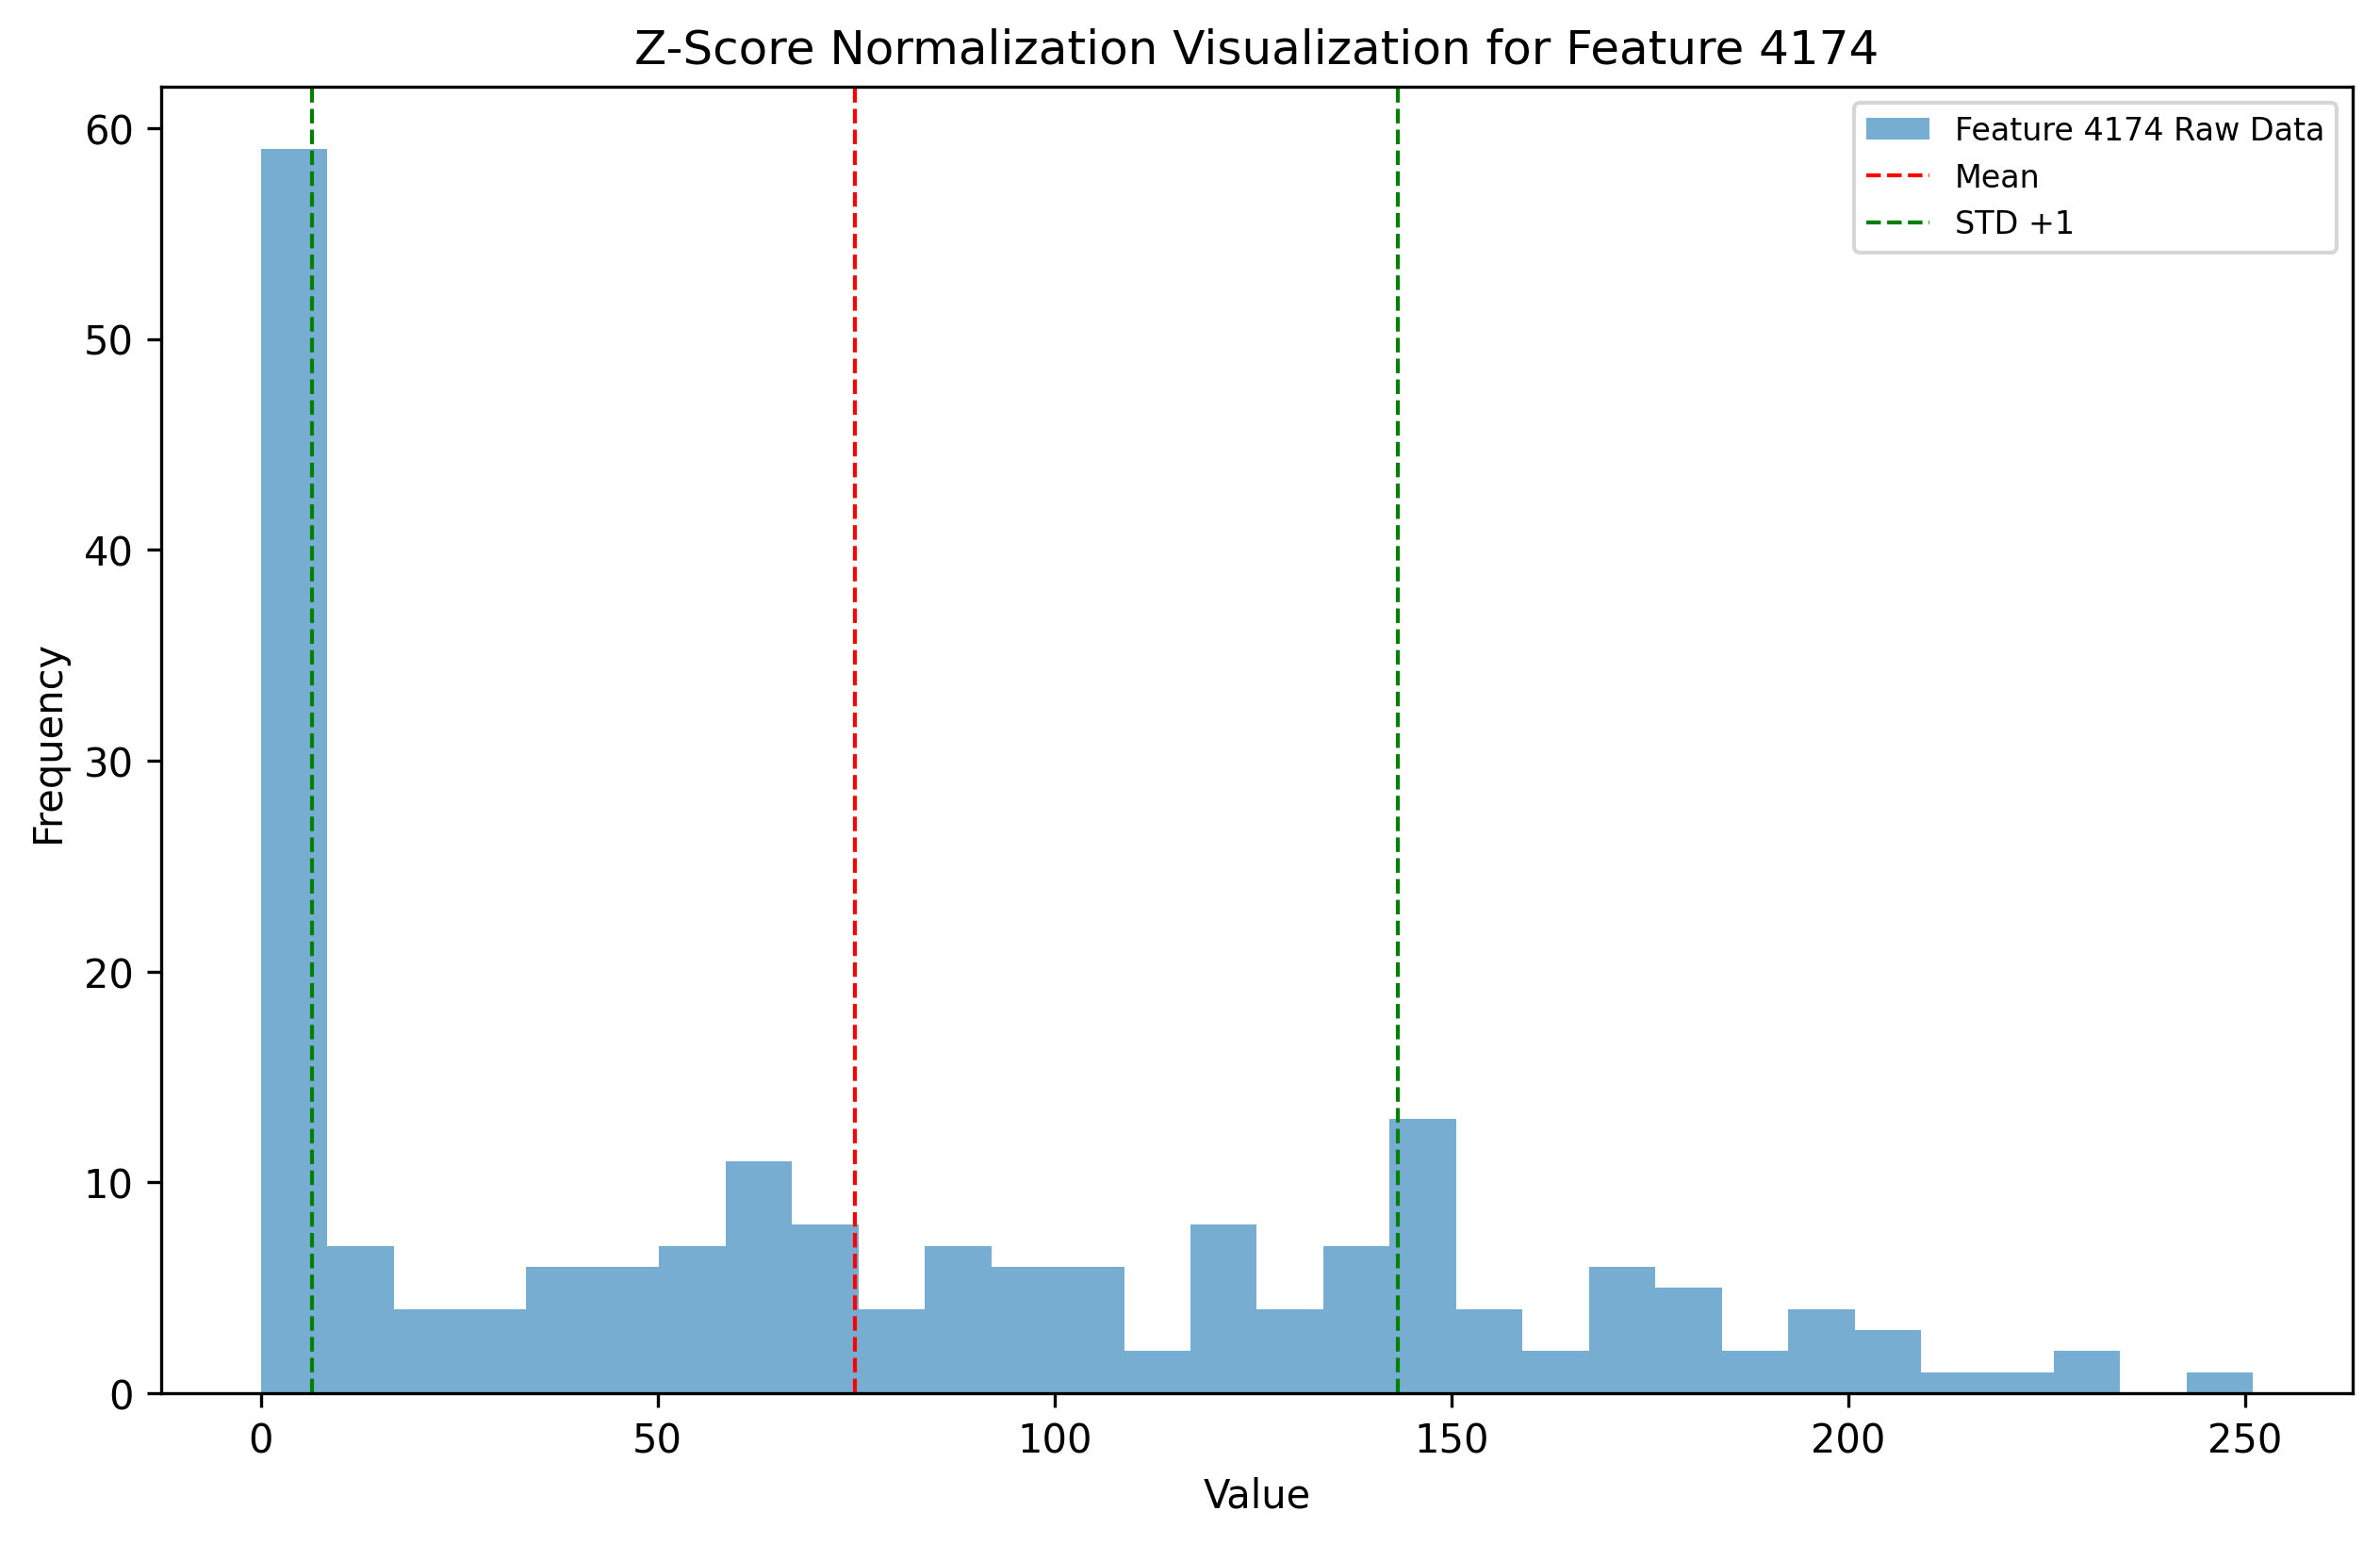 Z-Score Normalization Visualization for Feature 4174
Feature 4174 Raw Data
Mean
STD +1
60
50
40
30
20
10
0
Frequency
0 50 100 150 200 250
Value